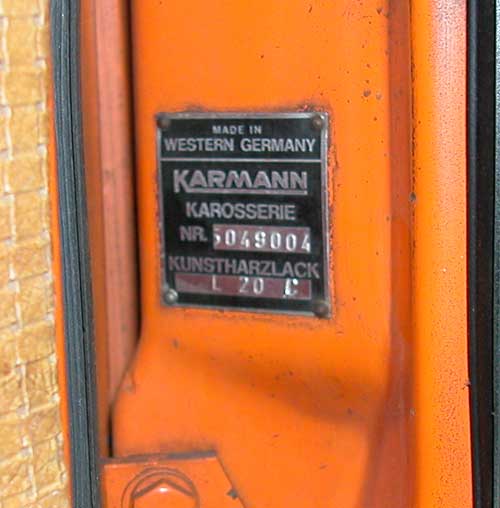 MADE IN
WESTERN GERMANY
KARMANN
KAROSSERIE
NR. 5049004
KUNSTHARZLACK
L 20 C